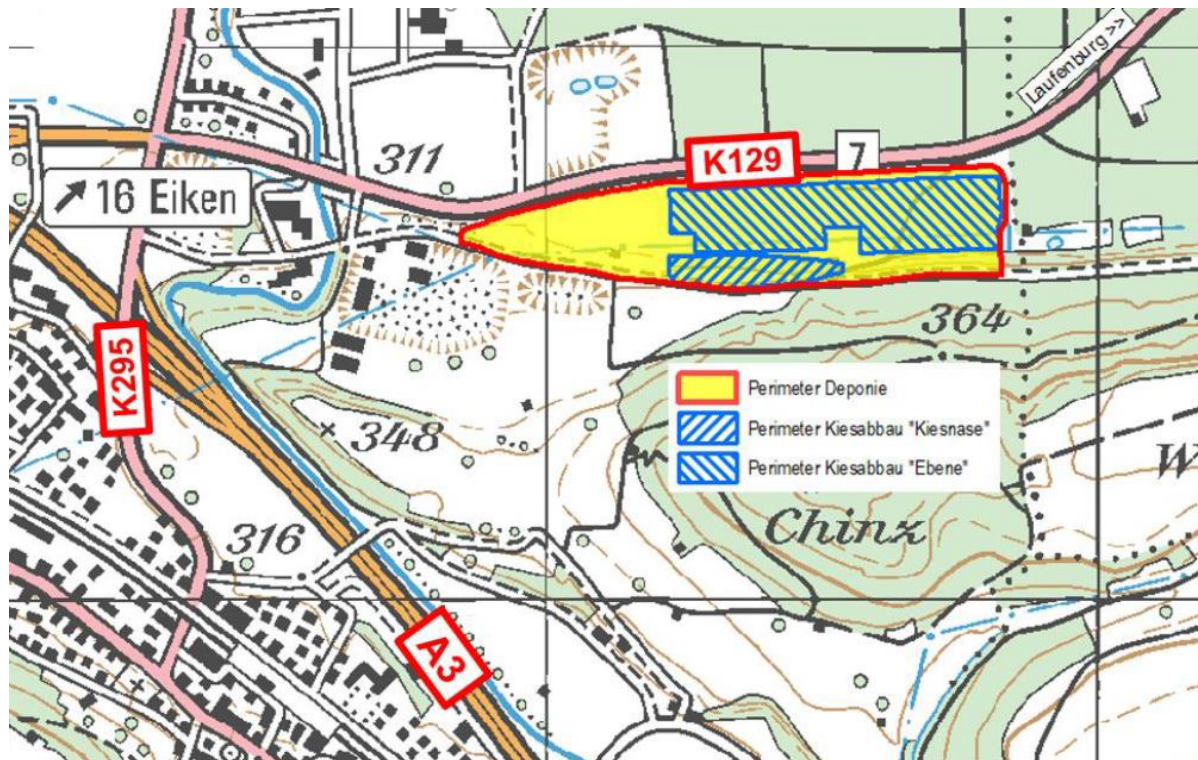 Laufenburg >>
K129
7
311
16 Eiken
364
K295
Perimeter Deponie
Perimeter Kiesabbau "Kiesnase"
Perimeter Kiesabbau "Ebene"
348
W
Chinz
316
A3